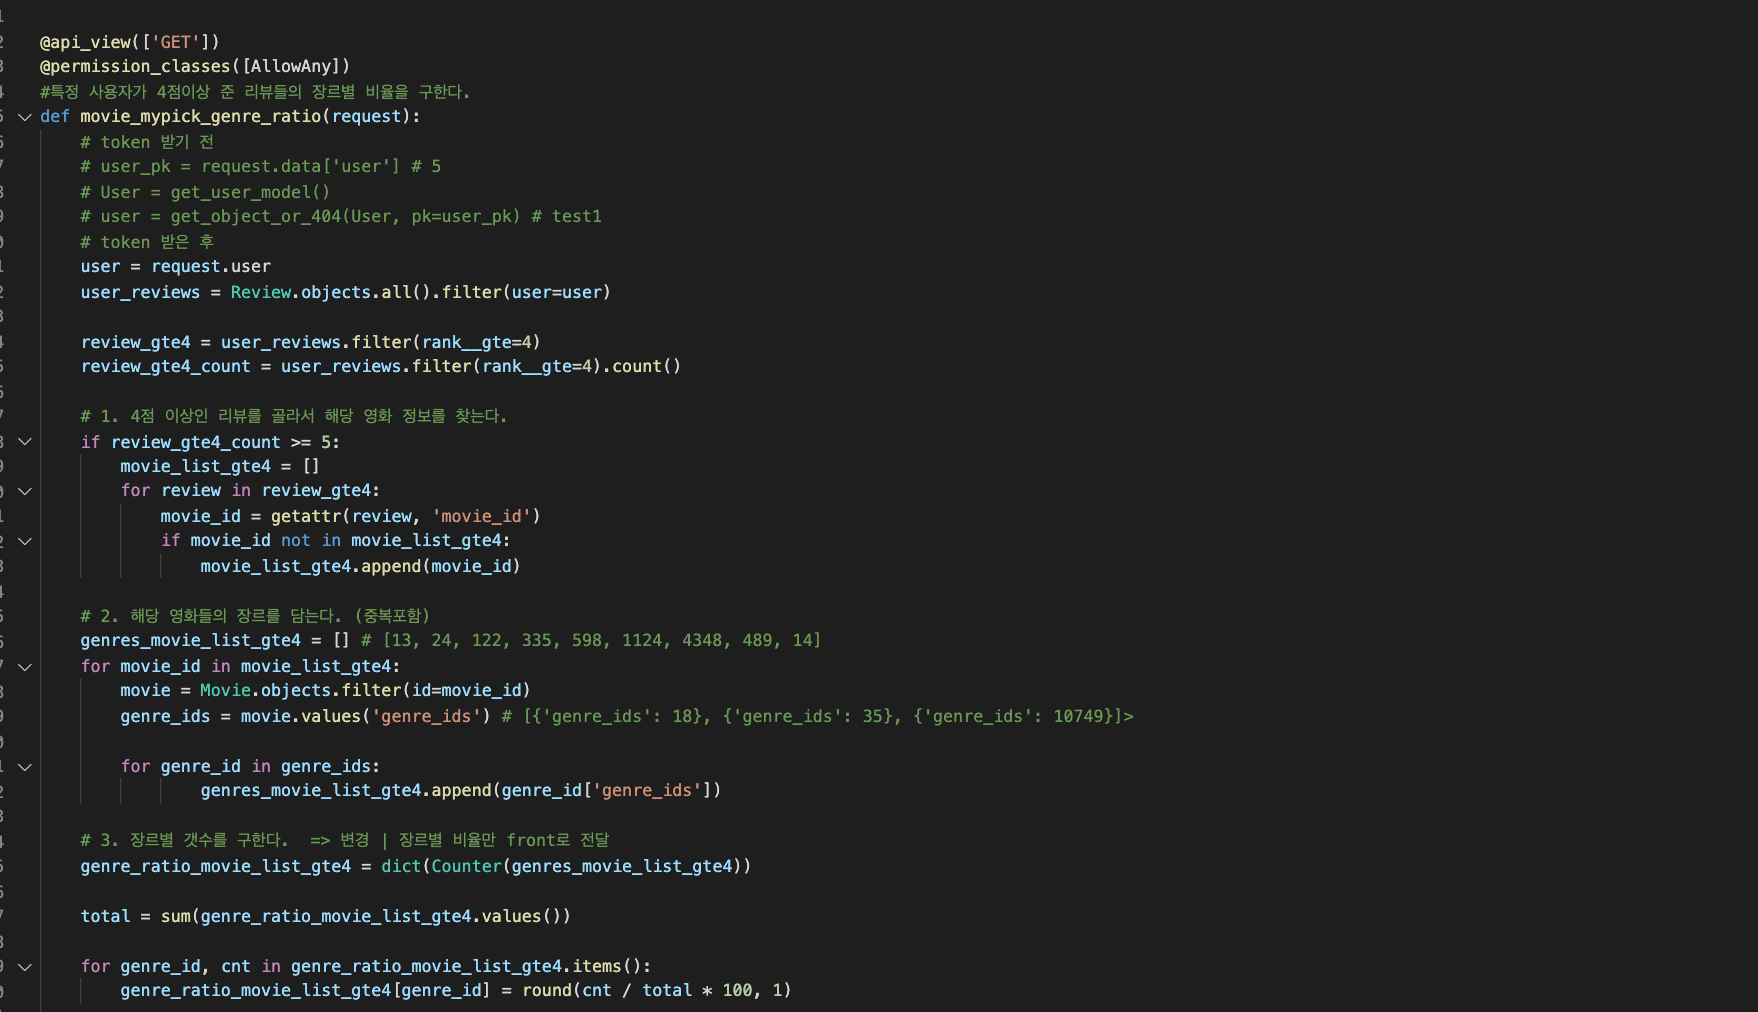 @api_view(['GET'])
@permission_classes([AllowAny])
#특정 사용자가 4점이상 준 리뷰들의 장르별 비율을 구한다.
def movie_mypick_genre_ratio(request):
# token 받기 전
# user_pk = request.data['user'] # 5
# User = get_user_model()
# user = get_object_or_404(User, pk=user_pk) # test1
# token 받은 후
user = request.user
user_reviews = Review.objects.all().filter(user=user)
review_gte4 = user_reviews.filter(rank__gte=4)
review_gte4_count = user_reviews.filter(rank__gte=4).count()
# 1. 4점 이상인 리뷰를 골라서 해당 영화 정보를 찾는다.
if review_gte4_count >= 5:
movie_list_gte4 = []
for review in review_gte4:
movie_id = getattr(review, 'movie_id')
if movie_id not in movie_list_gte4:
movie_list_gte4.append(movie_id)
# 2. 해당 영화들의 장르를 담는다. (중복포함)
genres_movie_list_gte4 = [] # [13, 24, 122, 335, 598, 1124, 4348, 489, 14]
for movie_id in movie_list_gte4:
movie = Movie.objects.filter(id=movie_id)
genre_ids = movie.values('genre_ids') # [{'genre_ids': 18}, {'genre_ids': 35}, {'genre_ids': 10749}]>
for genre_id in genre_ids:
genres_movie_list_gte4.append(genre_id['genre_ids'])
# 3. 장르별 갯수를 구한다.  => 변경 | 장르별 비율만 front로 전달
genre_ratio_movie_list_gte4 = dict(Counter(genres_movie_list_gte4))
total = sum(genre_ratio_movie_list_gte4.values())
for genre_id, cnt in genre_ratio_movie_list_gte4.items():
genre_ratio_movie_list_gte4[genre_id] = round(cnt / total * 100, 1)